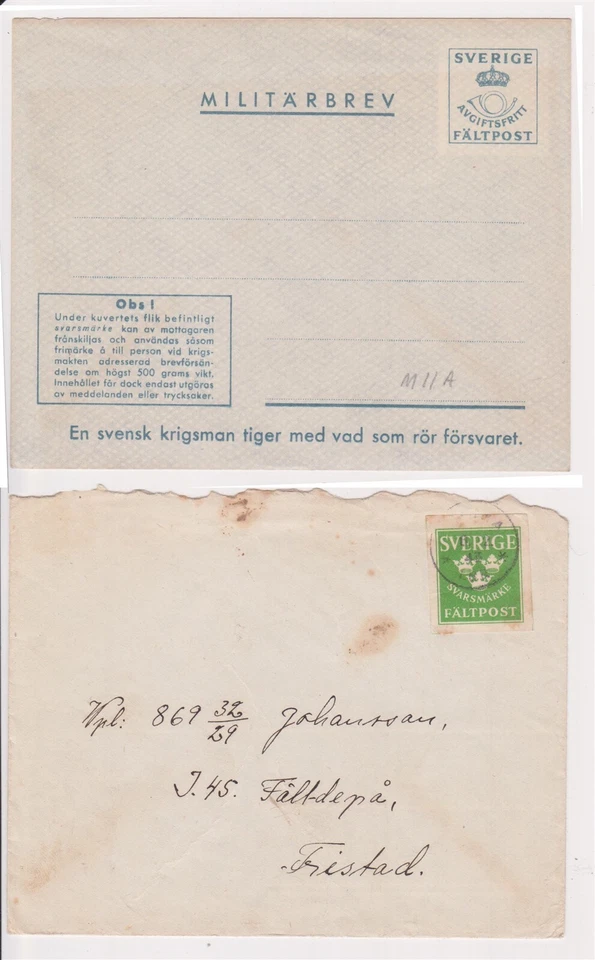 SVERIGE
AVGIFTSFRITT
FÄLTPOST
MILITÄRBREV
Obs!
Under kuvertets flik befintligt
svarsmärke kan av mottagaren
frånskiljas och användas såsom
frimärke å till person vid krigs-
makten adresserad brevförsän-
delse om högst 500 grams vikt.
Innehållet får dock endast utgöras
av meddelanden eller trycksaker.
M11A
En svensk krigsman tiger med vad som rör försvaret.
SVERIGE
SVARSMÄRKE
FÄLTPOST
Vpl: 869 32/29 Johansson,
I.45. Fältdepå,
Fristad.